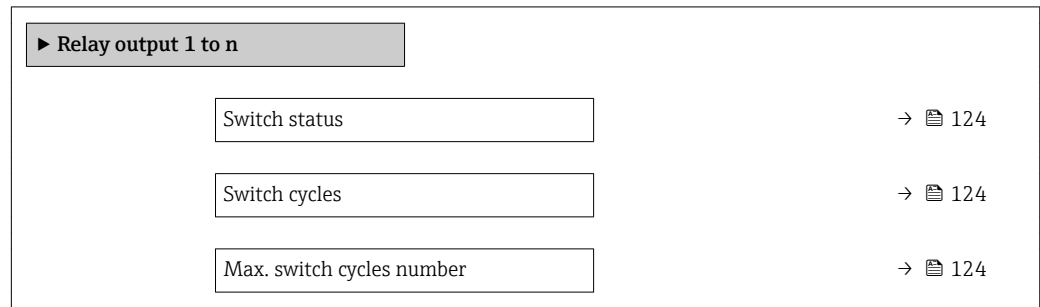 ▶ Relay output 1 to n
Switch status → 124
Switch cycles → 124
Max. switch cycles number → 124